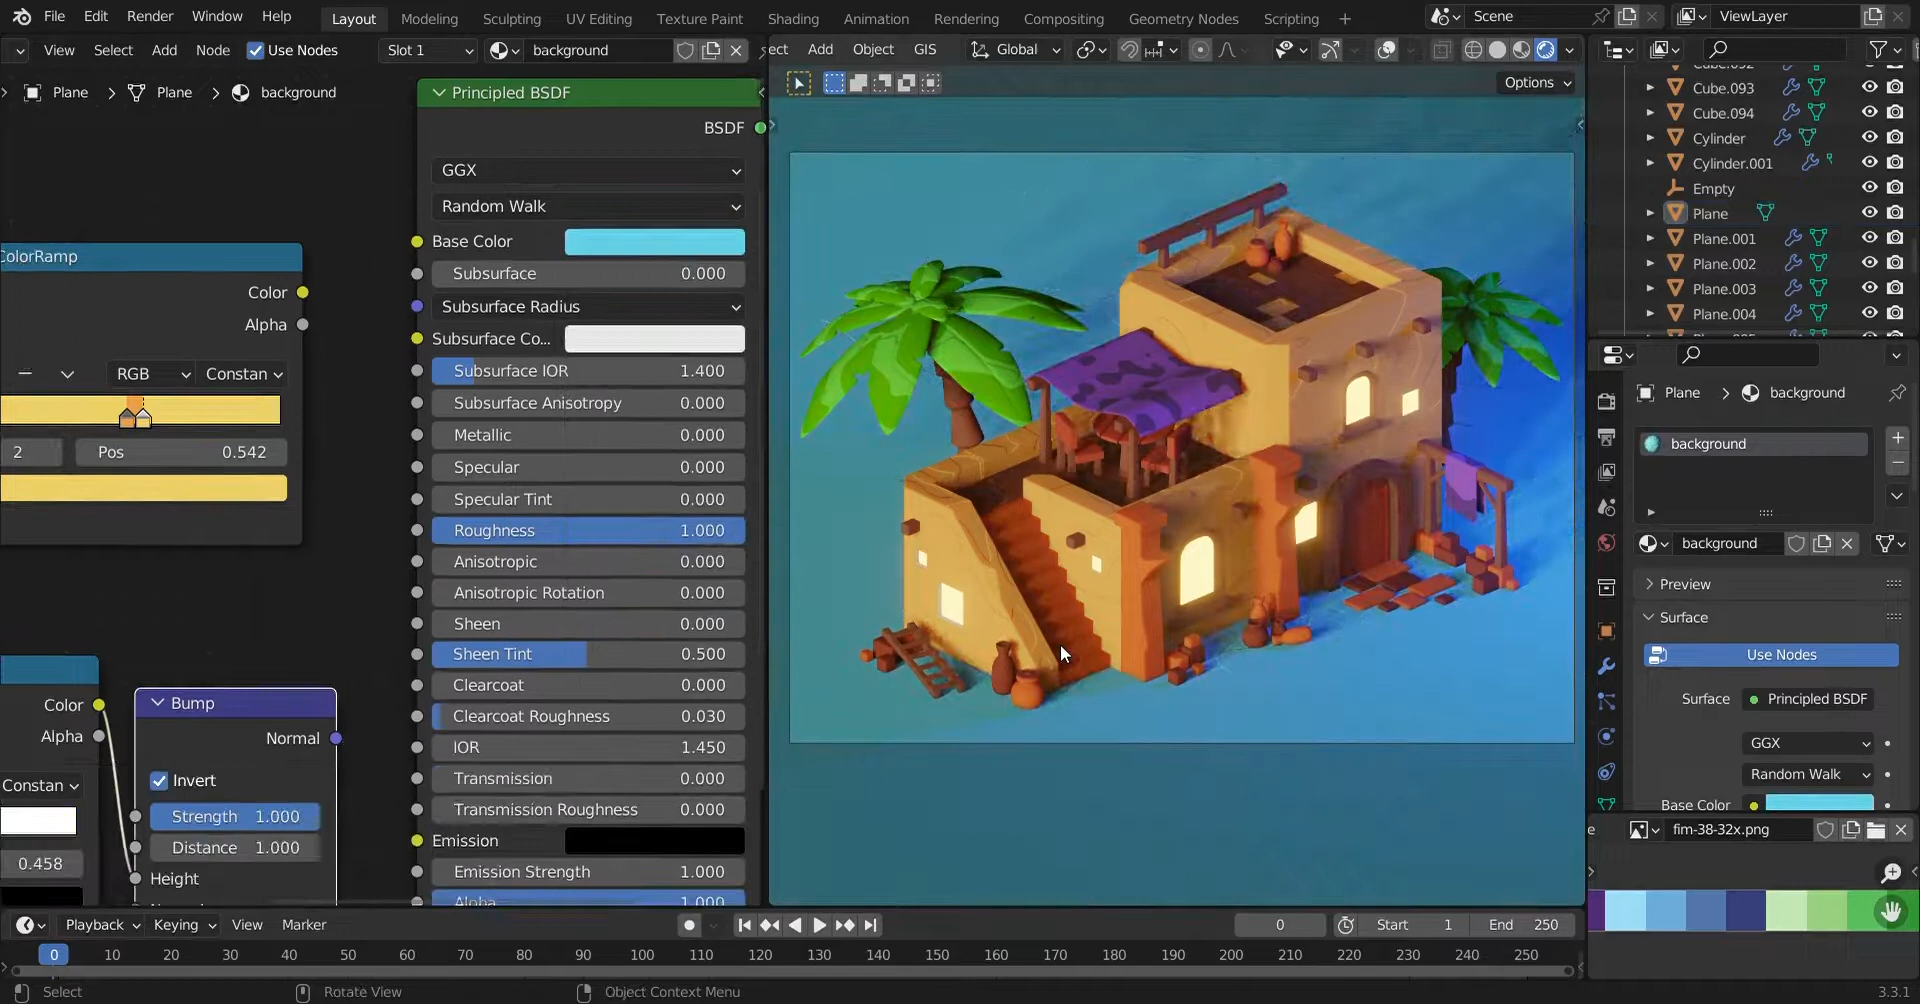 File Edit Render Window Help Layout Modeling Sculpting UV Editing Texture Paint Shading Animation Rendering Compositing Geometry Nodes Scripting + Scene ViewLayer
View Select Add Node Use Nodes Slot 1 background
ect Add Object GIS Global
Options
Plane > Plane > background
Principled BSDF
BSDF
GGX
Random Walk
Base Color
Subsurface 0.000
Subsurface Radius
Subsurface Co...
Subsurface IOR 1.400
Subsurface Anisotropy 0.000
Metallic 0.000
Specular 0.000
Specular Tint 0.000
Roughness 1.000
Anisotropic 0.000
Anisotropic Rotation 0.000
Sheen 0.000
Sheen Tint 0.500
Clearcoat 0.000
Clearcoat Roughness 0.030
IOR 1.450
Transmission 0.000
Transmission Roughness 0.000
Emission
Emission Strength 1.000
Alpha 1.000
ColorRamp
Color
Alpha
RGB Constan
2 Pos 0.542
Color
Alpha
Constan
0.458
Bump
Normal
Invert
Strength 1.000
Distance 1.000
Height
Cube.092
Cube.093
Cube.094
Cylinder
Cylinder.001
Empty
Plane
Plane.001
Plane.002
Plane.003
Plane.004
Plane > background
background
background
Preview
Surface
Use Nodes
Surface Principled BSDF
GGX
Random Walk
Base Color
e fim-38-32x.png
Playback Keying View Marker
0 Start 1 End 250
0 10 20 30 40 50 60 70 80 90 100 110 120 130 140 150 160 170 180 190 200 210 220 230 240 250
Select Rotate View Object Context Menu 3.3.1